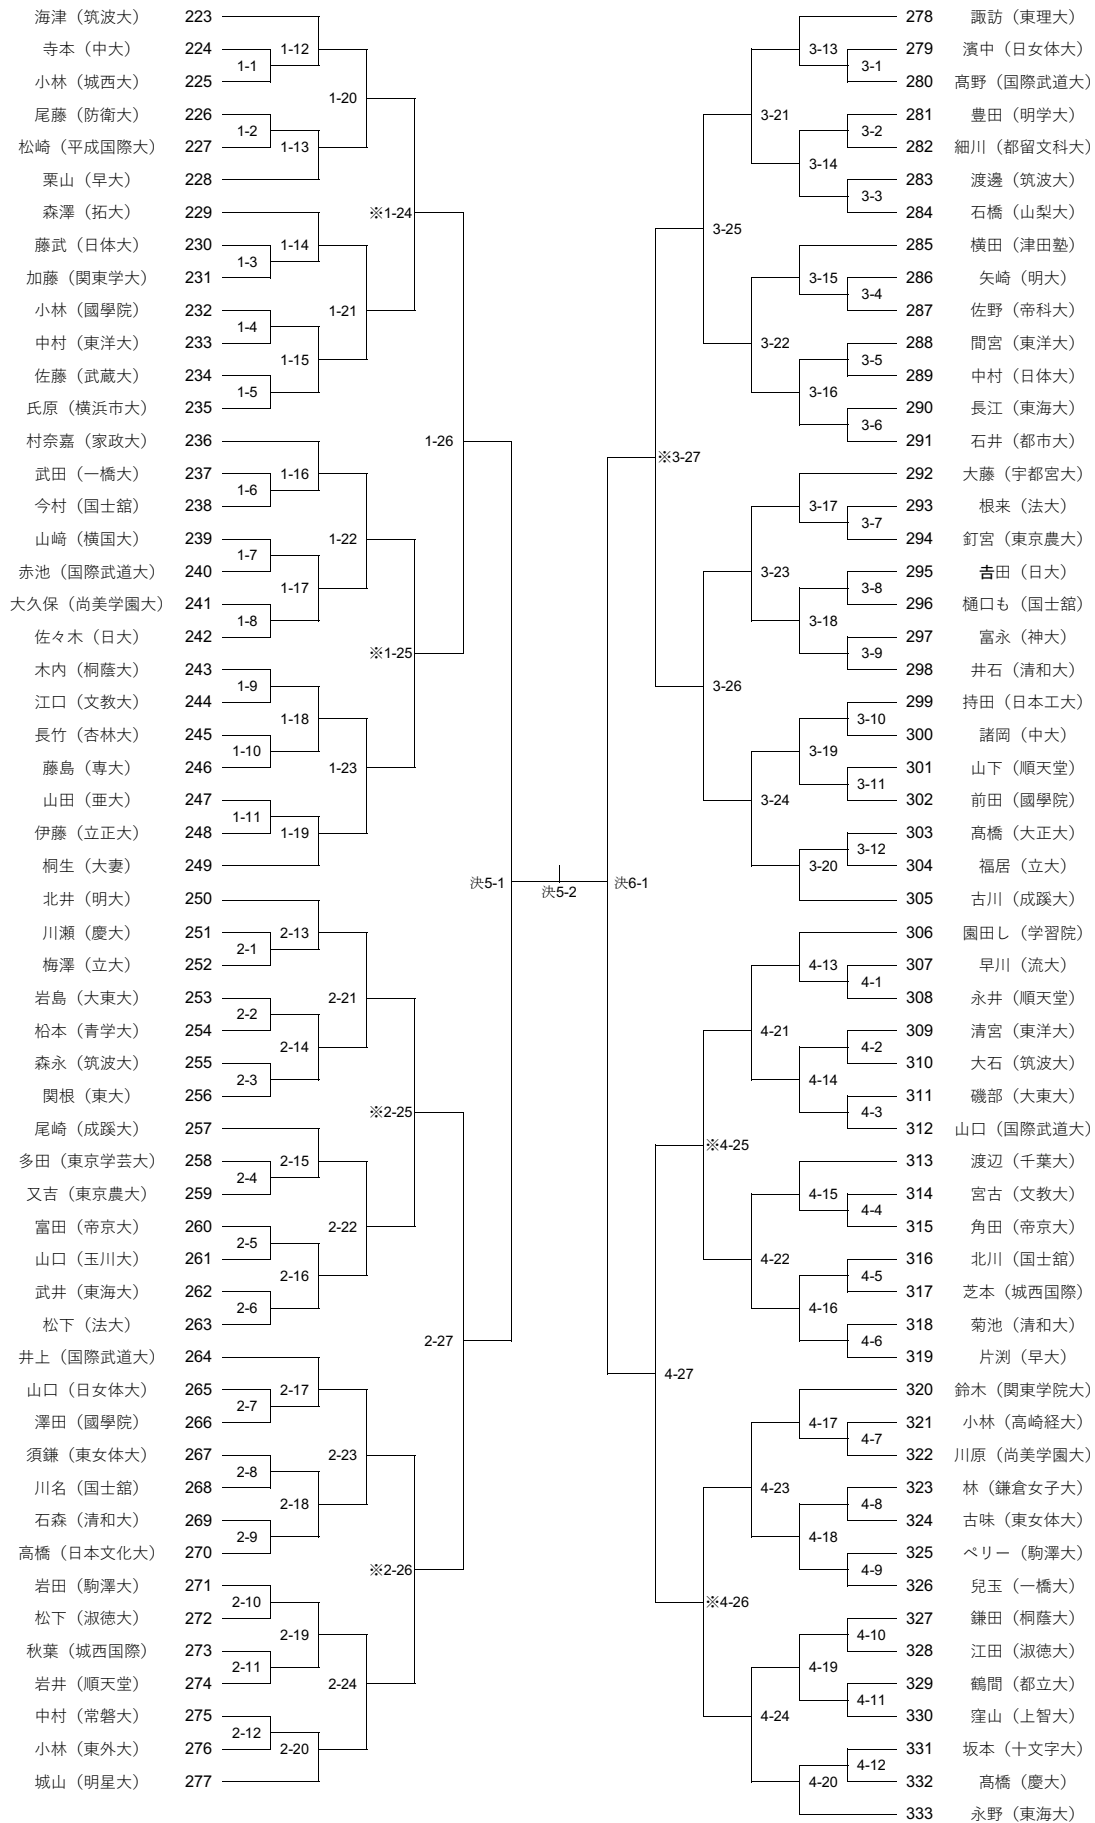 海津（筑波大） 223
寺本（中大） 224
1-12
1-1
小林（城西大） 225
1-20
尾藤（防衛大） 226
1-2
松崎（平成国際大） 227
1-13
栗山（早大） 228
森澤（拓大） 229
※1-24
藤武（日体大） 230
1-14
1-3
加藤（関東学大） 231
小林（國學院） 232
1-21
1-4
中村（東洋大） 233
1-15
佐藤（武蔵大） 234
1-5
氏原（横浜市大） 235
村奈嘉（家政大） 236
1-26
武田（一橋大） 237
1-16
1-6
今村（国士舘） 238
山﨑（横国大） 239
1-22
1-7
赤池（国際武道大） 240
1-17
大久保（尚美学園大） 241
1-8
佐々木（日大） 242
※1-25
木内（桐蔭大） 243
1-9
江口（文教大） 244
1-18
長竹（杏林大） 245
1-10
藤島（専大） 246
1-23
山田（亜大） 247
1-11
伊藤（立正大） 248
1-19
桐生（大妻） 249
決5-1
決5-2
決6-1
北井（明大） 250
川瀬（慶大） 251
2-13
2-1
梅澤（立大） 252
岩島（大東大） 253
2-21
2-2
柗本（青学大） 254
2-14
森永（筑波大） 255
2-3
関根（東大） 256
※2-25
尾崎（成蹊大） 257
多田（東京学芸大） 258
2-15
2-4
又吉（東京農大） 259
富田（帝京大） 260
2-22
2-5
山口（玉川大） 261
2-16
武井（東海大） 262
2-6
松下（法大） 263
2-27
井上（国際武道大） 264
山口（日女体大） 265
2-17
2-7
澤田（國學院） 266
須鎌（東女体大） 267
2-23
2-8
川名（国士舘） 268
2-18
石森（清和大） 269
2-9
高橋（日本文化大） 270
※2-26
岩田（駒澤大） 271
2-10
松下（淑徳大） 272
2-19
秋葉（城西国際） 273
2-11
岩井（順天堂） 274
2-24
中村（常磐大） 275
2-12
小林（東外大） 276
2-20
城山（明星大） 277
278 諏訪（東理大）
3-13
279 濱中（日女体大）
3-1
280 髙野（国際武道大）
3-21
281 豊田（明学大）
3-2
282 細川（都留文科大）
3-14
283 渡邊（筑波大）
3-3
284 石橋（山梨大）
3-25
285 横田（津田塾）
3-15
286 矢崎（明大）
3-4
287 佐野（帝科大）
3-22
288 間宮（東洋大）
3-5
289 中村（日体大）
3-16
290 長江（東海大）
3-6
291 石井（都市大）
※3-27
292 大藤（宇都宮大）
3-17
293 根来（法大）
3-7
294 釘宮（東京農大）
3-23
295 𠮷田（日大）
3-8
296 樋口も（国士舘）
3-18
297 富永（神大）
3-9
298 井石（清和大）
3-26
299 持田（日本工大）
3-10
300 諸岡（中大）
3-19
301 山下（順天堂）
3-11
302 前田（國學院）
3-24
303 髙橋（大正大）
3-12
304 福居（立大）
3-20
305 古川（成蹊大）
306 園田し（学習院）
4-13
307 早川（流大）
4-1
308 永井（順天堂）
4-21
309 清宮（東洋大）
4-2
310 大石（筑波大）
4-14
311 磯部（大東大）
4-3
312 山口（国際武道大）
※4-25
313 渡辺（千葉大）
4-15
314 宮古（文教大）
4-4
315 角田（帝京大）
4-22
316 北川（国士舘）
4-5
317 芝本（城西国際）
4-16
318 菊池（清和大）
4-6
319 片渕（早大）
4-27
320 鈴木（関東学院大）
4-17
321 小林（高崎経大）
4-7
322 川原（尚美学園大）
4-23
323 林（鎌倉女子大）
4-8
324 古味（東女体大）
4-18
325 ペリー（駒澤大）
4-9
326 兒玉（一橋大）
※4-26
327 鎌田（桐蔭大）
4-10
328 江田（淑徳大）
4-19
329 鶴間（都立大）
4-11
330 窪山（上智大）
4-24
331 坂本（十文字大）
4-12
332 髙橋（慶大）
4-20
333 永野（東海大）